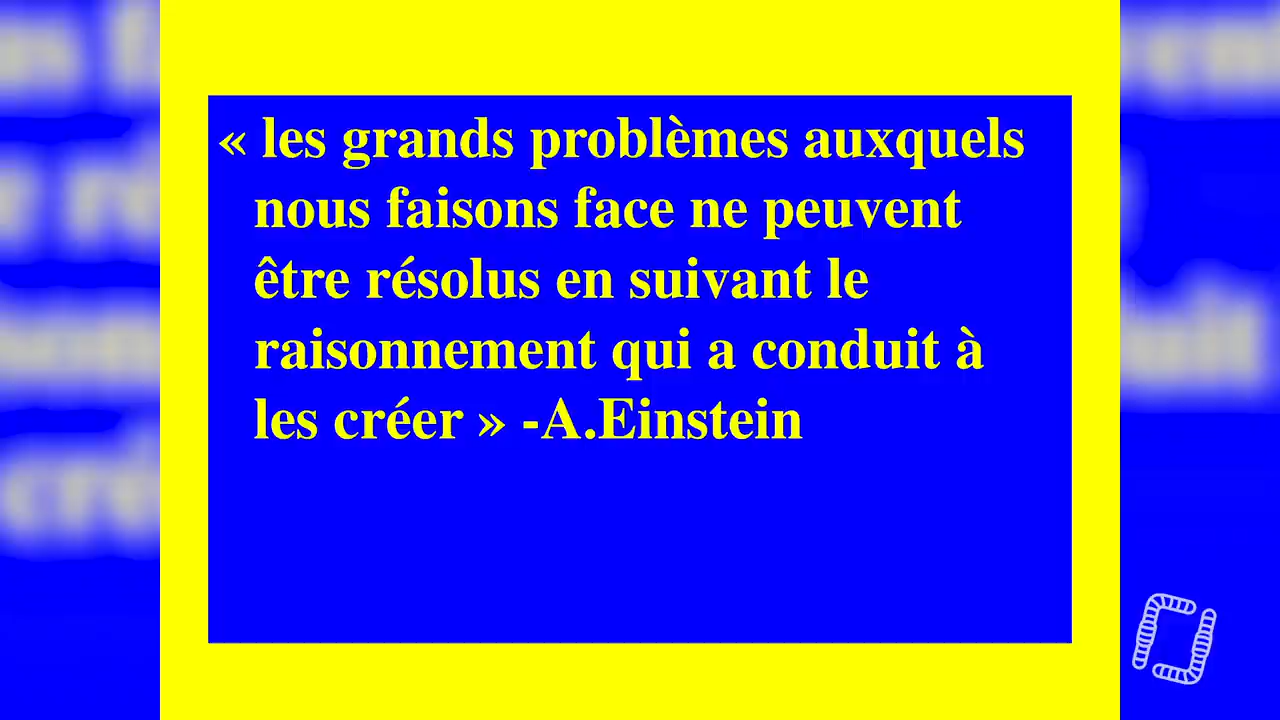 « les grands problèmes auxquels
nous faisons face ne peuvent
être résolus en suivant le
raisonnement qui a conduit à
les créer » -A.Einstein